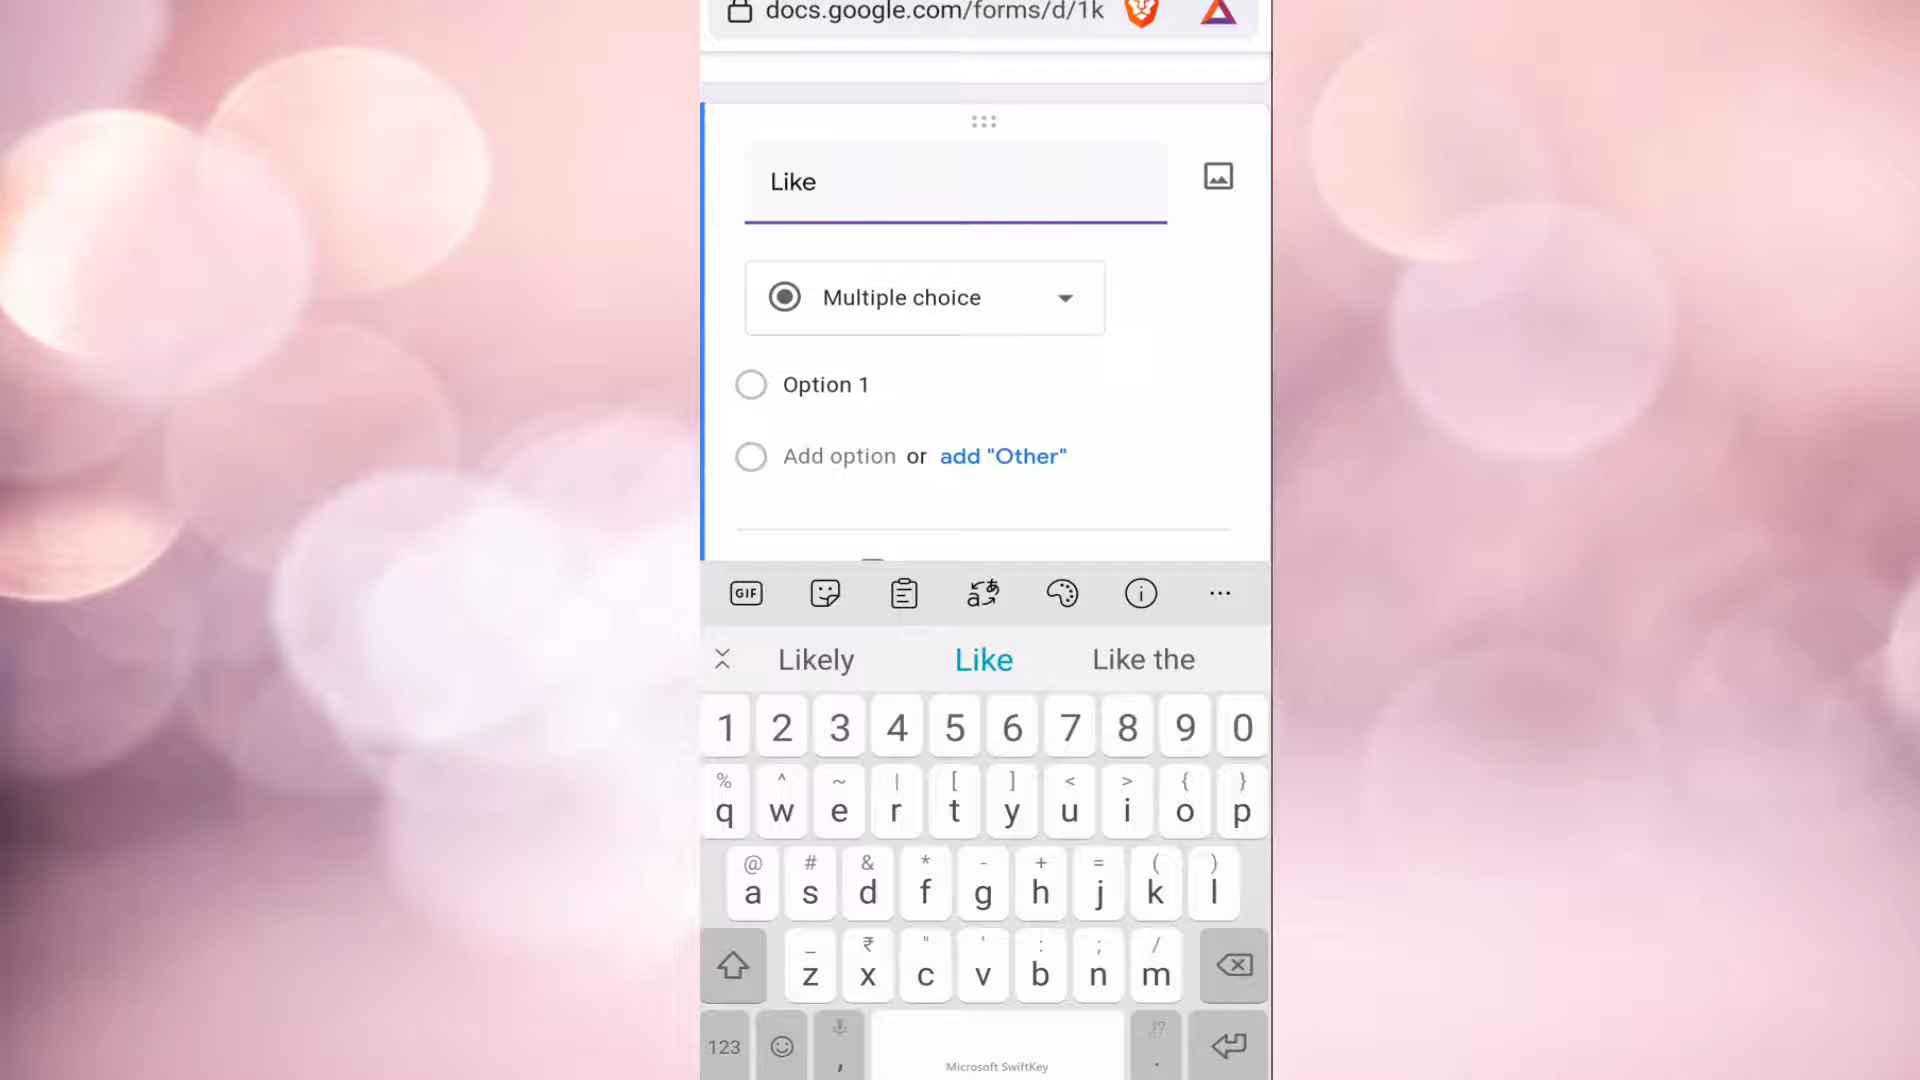 docs.google.com/forms/d/1k
Like
Multiple choice
Option 1
Add option or add "Other"
GIF
Likely Like Like the
1 2 3 4 5 6 7 8 9 0
% ^ ~ | [ ] < > { }
q w e r t y u i o p
@ # & * - + = ( )
a s d f g h j k l
_ ₹ " ' : ; /
z x c v b n m
123 , Microsoft SwiftKey !? .